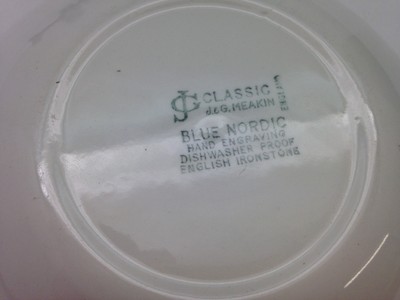 CLASSIC
J.&G. MEAKIN
ENGLAND
BLUE NORDIC
HAND ENGRAVING
DISHWASHER PROOF
ENGLISH IRONSTONE